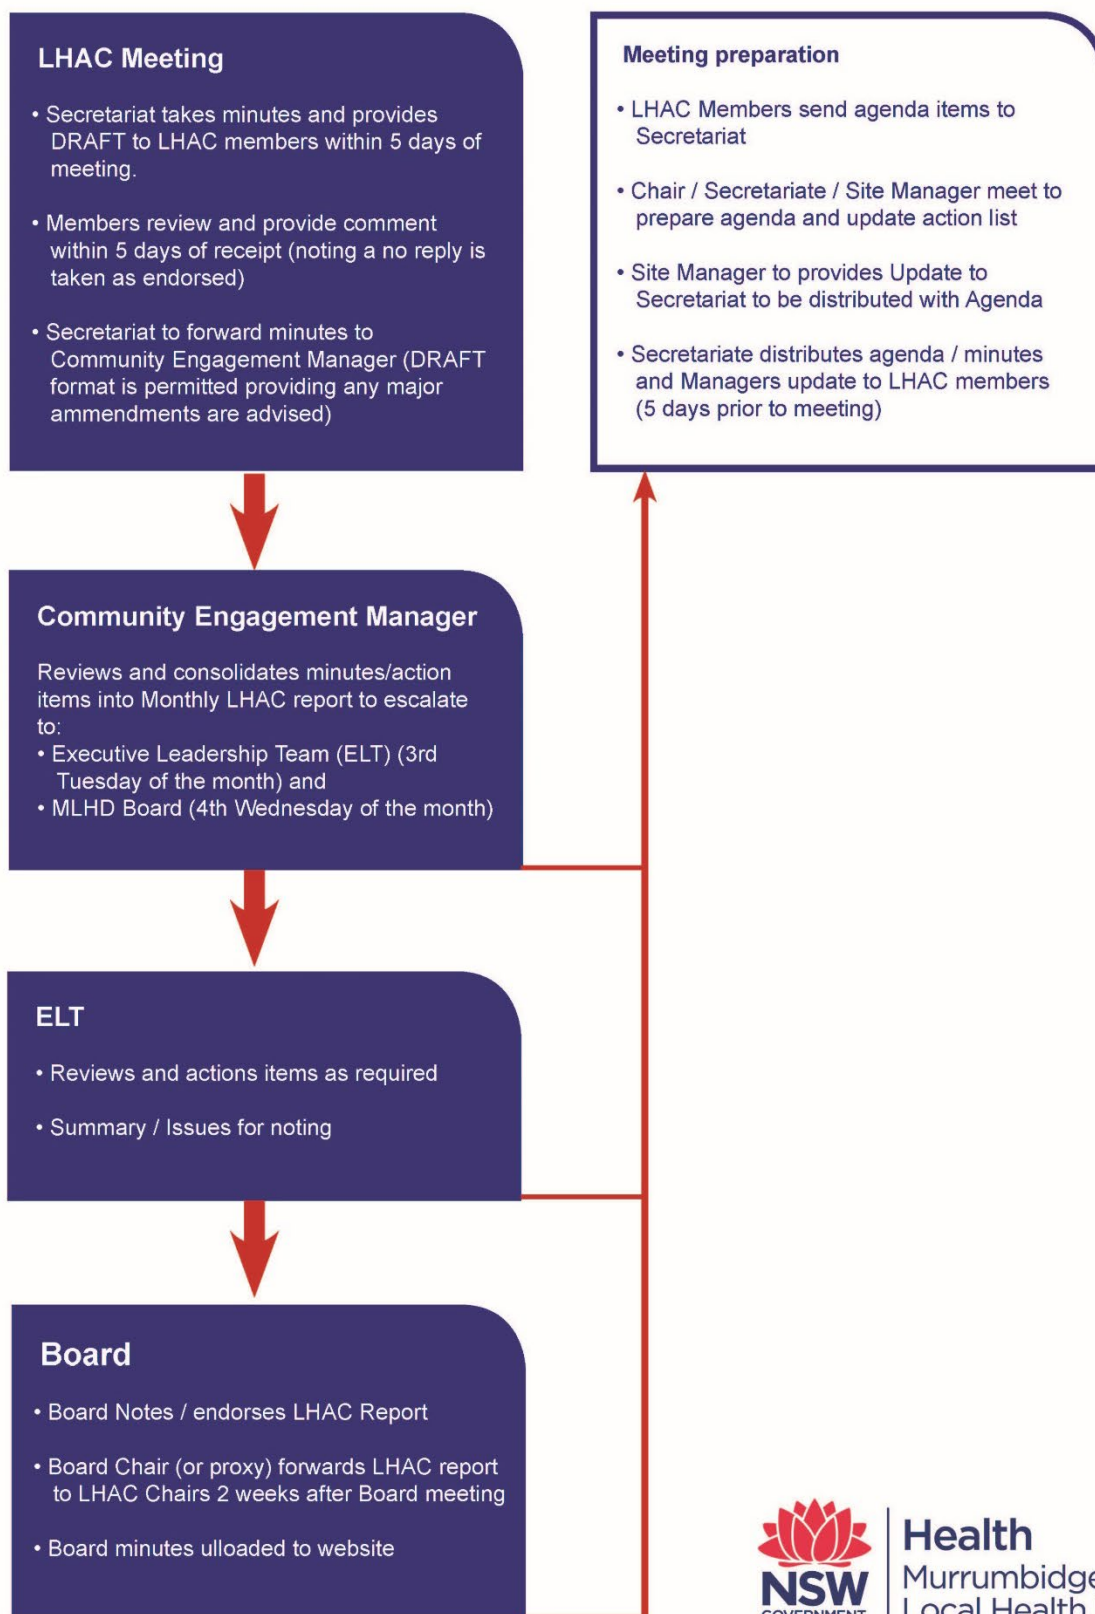 LHAC Meeting
• Secretariat takes minutes and provides
DRAFT to LHAC members within 5 days of
meeting.
• Members review and provide comment
within 5 days of receipt (noting a no reply is
taken as endorsed)
• Secretariat to forward minutes to
Community Engagement Manager (DRAFT
format is permitted providing any major
ammendments are advised)
Meeting preparation
• LHAC Members send agenda items to
Secretariat
• Chair / Secretariate / Site Manager meet to
prepare agenda and update action list
• Site Manager to provides Update to
Secretariat to be distributed with Agenda
• Secretariate distributes agenda / minutes
and Managers update to LHAC members
(5 days prior to meeting)
Community Engagement Manager
Reviews and consolidates minutes/action
items into Monthly LHAC report to escalate
to:
• Executive Leadership Team (ELT) (3rd
Tuesday of the month) and
• MLHD Board (4th Wednesday of the month)
ELT
• Reviews and actions items as required
• Summary / Issues for noting
Board
• Board Notes / endorses LHAC Report
• Board Chair (or proxy) forwards LHAC report
to LHAC Chairs 2 weeks after Board meeting
• Board minutes ulloaded to website
NSW
GOVERNMENT
Health
Murrumbidge
Local Health